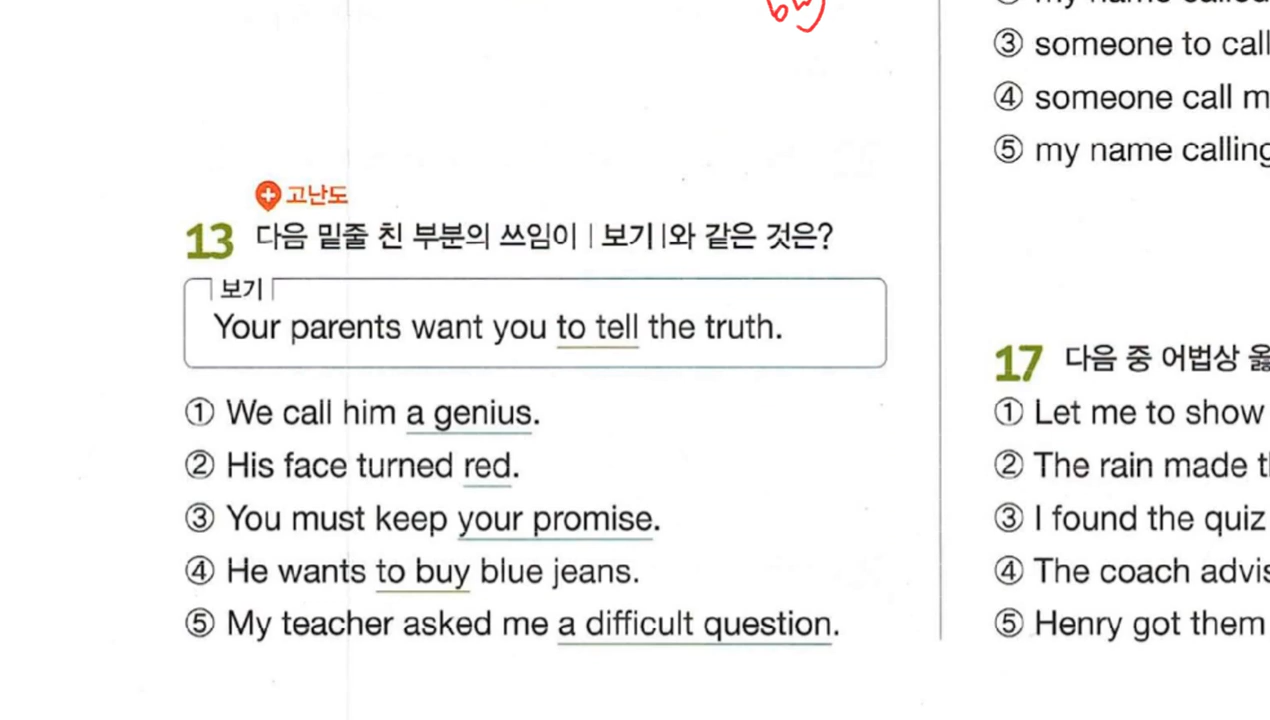 ③ someone to call
④ someone call
⑤ my name calling
고난도
13 다음 밑줄 친 부분의 쓰임이 |보기|와 같은 것은?
보기
Your parents want you to tell the truth.
① We call him a genius.
② His face turned red.
③ You must keep your promise.
④ He wants to buy blue jeans.
⑤ My teacher asked me a difficult question.
17 다음 중 어법상
① Let me to show
② The rain made
③ I found the quiz
④ The coach
⑤ Henry got them